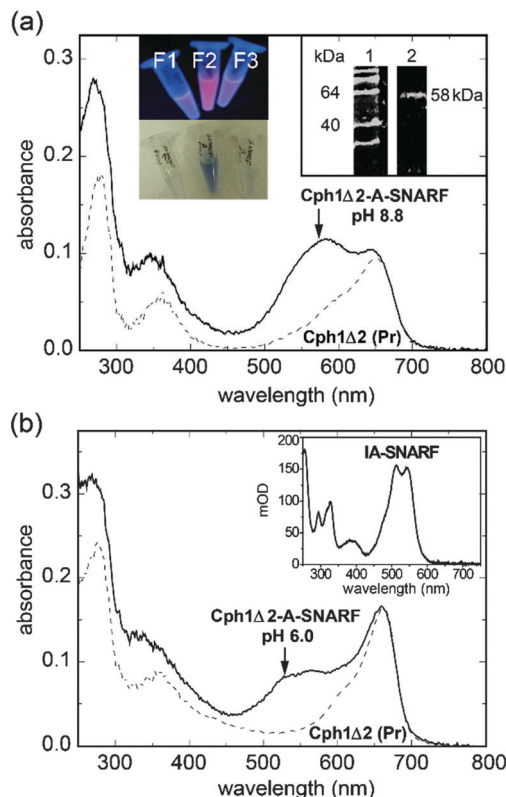 (a)
0.3
0.2
0.1
0.0
absorbance
F1 F2 F3
kDa 1 2
64
40
58 kDa
Cph1Δ2-A-SNARF
pH 8.8
Cph1Δ2 (Pr)
300 400 500 600 700 800
wavelength (nm)
(b)
0.3
0.2
0.1
0.0
absorbance
IA-SNARF
200
150
100
50
0
mOD
300 400 500 600 700
wavelength (nm)
Cph1Δ2-A-SNARF
pH 6.0
Cph1Δ2 (Pr)
300 400 500 600 700 800
wavelength (nm)